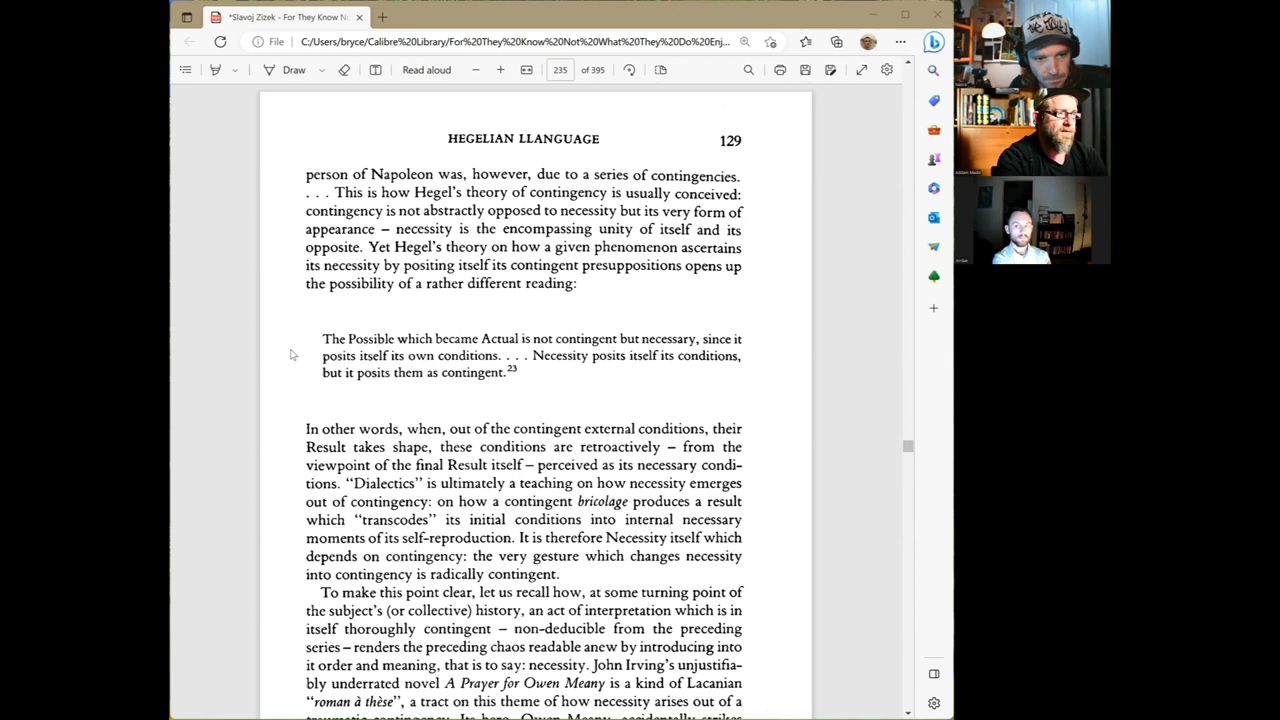 *Slavoj Zizek - For They Know No
File
C:/Users/bryce/Calibre%20Library/For%20They%20Know%20Not%20What%20They%20Do%20Enj...
Draw
Read aloud
235
of 395
HEGELIAN LLANGUAGE
129
person of Napoleon was, however, due to a series of contingencies.
. . . This is how Hegel's theory of contingency is usually conceived:
contingency is not abstractly opposed to necessity but its very form of
appearance – necessity is the encompassing unity of itself and its
opposite. Yet Hegel's theory on how a given phenomenon ascertains
its necessity by positing itself its contingent presuppositions opens up
the possibility of a rather different reading:
The Possible which became Actual is not contingent but necessary, since it
posits itself its own conditions. . . . Necessity posits itself its conditions,
but it posits them as contingent.23
In other words, when, out of the contingent external conditions, their
Result takes shape, these conditions are retroactively – from the
viewpoint of the final Result itself – perceived as its necessary condi-
tions. "Dialectics" is ultimately a teaching on how necessity emerges
out of contingency: on how a contingent bricolage produces a result
which "transcodes" its initial conditions into internal necessary
moments of its self-reproduction. It is therefore Necessity itself which
depends on contingency: the very gesture which changes necessity
into contingency is radically contingent.
To make this point clear, let us recall how, at some turning point of
the subject's (or collective) history, an act of interpretation which is in
itself thoroughly contingent – non-deducible from the preceding
series – renders the preceding chaos readable anew by introducing into
it order and meaning, that is to say: necessity. John Irving's unjustifia-
bly underrated novel A Prayer for Owen Meany is a kind of Lacanian
"roman à thèse", a tract on this theme of how necessity arises out of a
traumatic contingency. Its hero, Owen Meany, accidentally strikes